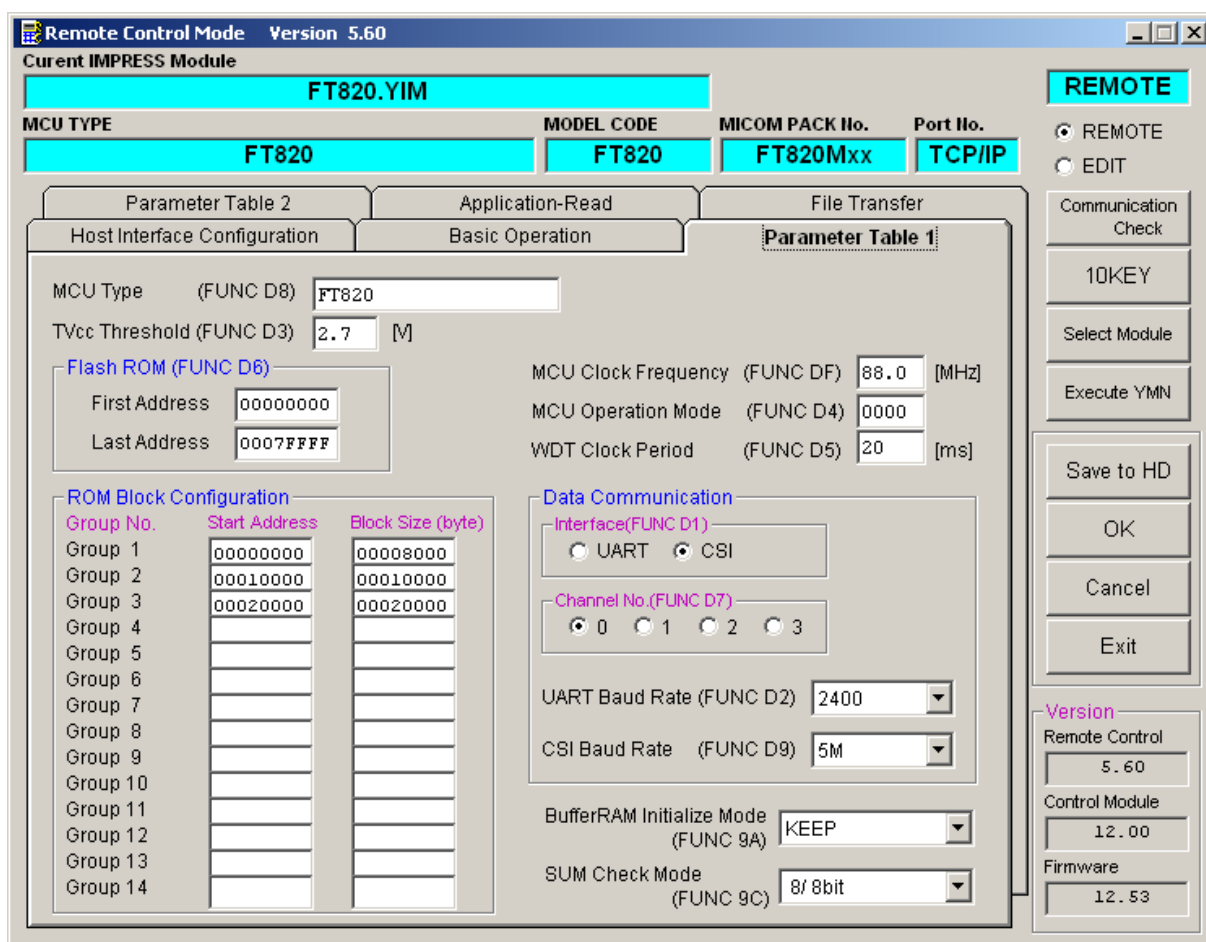 Remote Control Mode Version 5.60
Curent IMPRESS Module
FT820.YIM
MCU TYPE
MODEL CODE
MICOM PACK No.
Port No.
FT820
FT820
FT820Mxx
TCP/IP
Parameter Table 2
Application-Read
File Transfer
Host Interface Configuration
Basic Operation
Parameter Table 1
MCU Type (FUNC D8) FT820
TVcc Threshold (FUNC D3) 2.7 [V]
Flash ROM (FUNC D6)
First Address 00000000
Last Address 0007FFFF
MCU Clock Frequency (FUNC DF) 88.0 [MHz]
MCU Operation Mode (FUNC D4) 0000
WDT Clock Period (FUNC D5) 20 [ms]
ROM Block Configuration
Group No. Start Address Block Size (byte)
Group 1 00000000 00008000
Group 2 00010000 00010000
Group 3 00020000 00020000
Group 4
Group 5
Group 6
Group 7
Group 8
Group 9
Group 10
Group 11
Group 12
Group 13
Group 14
Data Communication
Interface(FUNC D1)
UART CSI
Channel No.(FUNC D7)
0 1 2 3
UART Baud Rate (FUNC D2) 2400
CSI Baud Rate (FUNC D9) 5M
BufferRAM Initialize Mode
(FUNC 9A) KEEP
SUM Check Mode
(FUNC 9C) 8/ 8bit
REMOTE
REMOTE
EDIT
Communication
Check
10KEY
Select Module
Execute YMN
Save to HD
OK
Cancel
Exit
Version
Remote Control
5.60
Control Module
12.00
Firmware
12.53